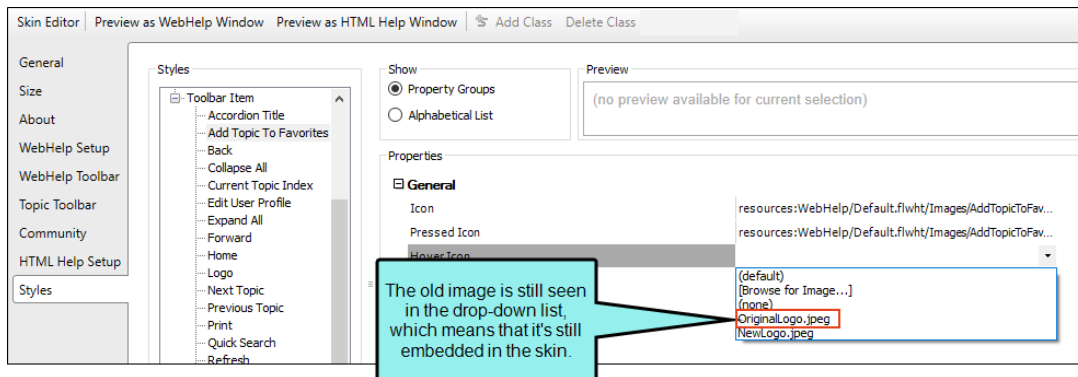 Skin Editor Preview as WebHelp Window Preview as HTML Help Window Add Class Delete Class
General
Size
About
WebHelp Setup
WebHelp Toolbar
Topic Toolbar
Community
HTML Help Setup
Styles
Styles
Toolbar Item
Accordion Title
Add Topic To Favorites
Back
Collapse All
Current Topic Index
Edit User Profile
Expand All
Forward
Home
Logo
Next Topic
Previous Topic
Print
Quick Search
Refresh
Show
Property Groups
Alphabetical List
Preview
(no preview available for current selection)
Properties
General
Icon resources:WebHelp/Default.flwht/Images/AddTopicToFav...
Pressed Icon resources:WebHelp/Default.flwht/Images/AddTopicToFav...
Hover Icon
(default)
[Browse for Image...]
(none)
OriginalLogo.jpeg
NewLogo.jpeg
The old image is still seen
in the drop-down list,
which means that it's still
embedded in the skin.